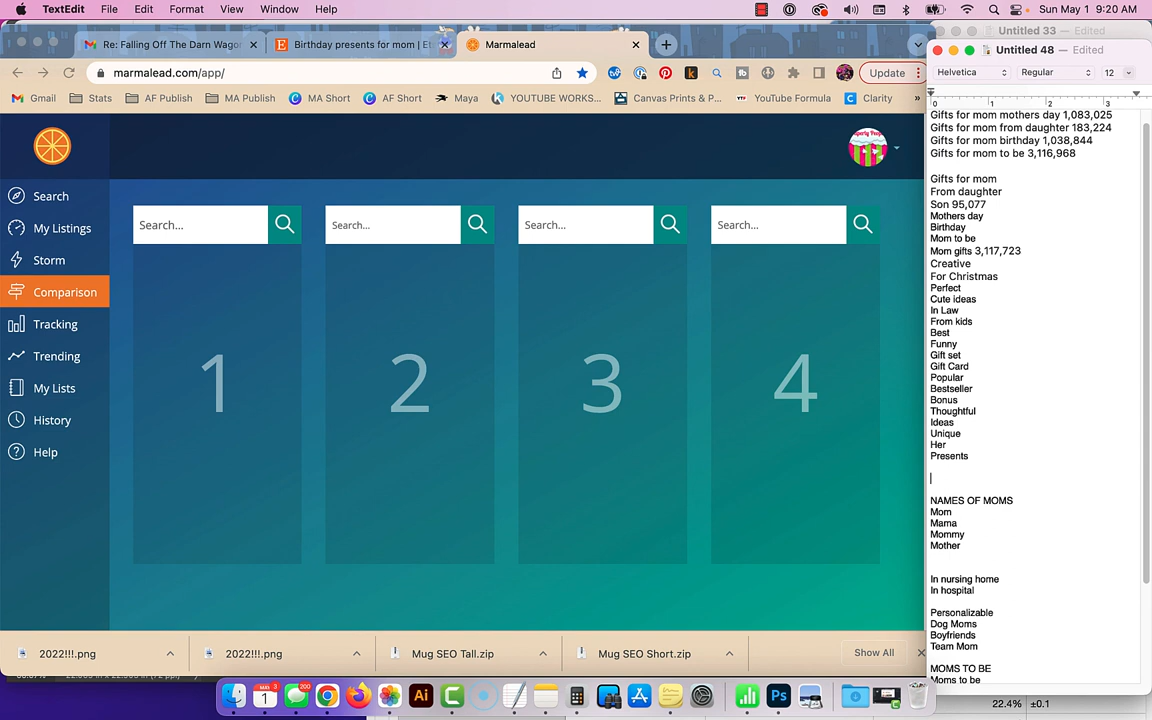 TextEdit File Edit Format View Window Help
200
Sun May 1 9:20 AM
Re: Falling Off The Darn Wagon
Birthday presents for mom | Et
Marmalead
marmalead.com/app/
Update
Gmail Stats AF Publish MA Publish MA Short AF Short Maya YOUTUBE WORKS... Canvas Prints & P... YouTube Formula Clarity »
Search
My Listings
Storm
Comparison
Tracking
Trending
My Lists
History
Help
Search... Search... Search... Search...
1 2 3 4
2022!!!.png 2022!!!.png Mug SEO Tall.zip Mug SEO Short.zip Show All
Untitled 33 — Edited
Untitled 48 — Edited
Helvetica Regular 12
0 1 2 3
Gifts for mom mothers day 1,083,025
Gifts for mom from daughter 183,224
Gifts for mom birthday 1,038,844
Gifts for mom to be 3,116,968
Gifts for mom
From daughter
Son 95,077
Mothers day
Birthday
Mom to be
Mom gifts 3,117,723
Creative
For Christmas
Perfect
Cute ideas
In Law
From kids
Best
Funny
Gift set
Gift Card
Popular
Bestseller
Bonus
Thoughtful
Ideas
Unique
Her
Presents
NAMES OF MOMS
Mom
Mama
Mommy
Mother
In nursing home
In hospital
Personalizable
Dog Moms
Boyfriends
Team Mom
MOMS TO BE
Moms to be
22.4% ±0.1